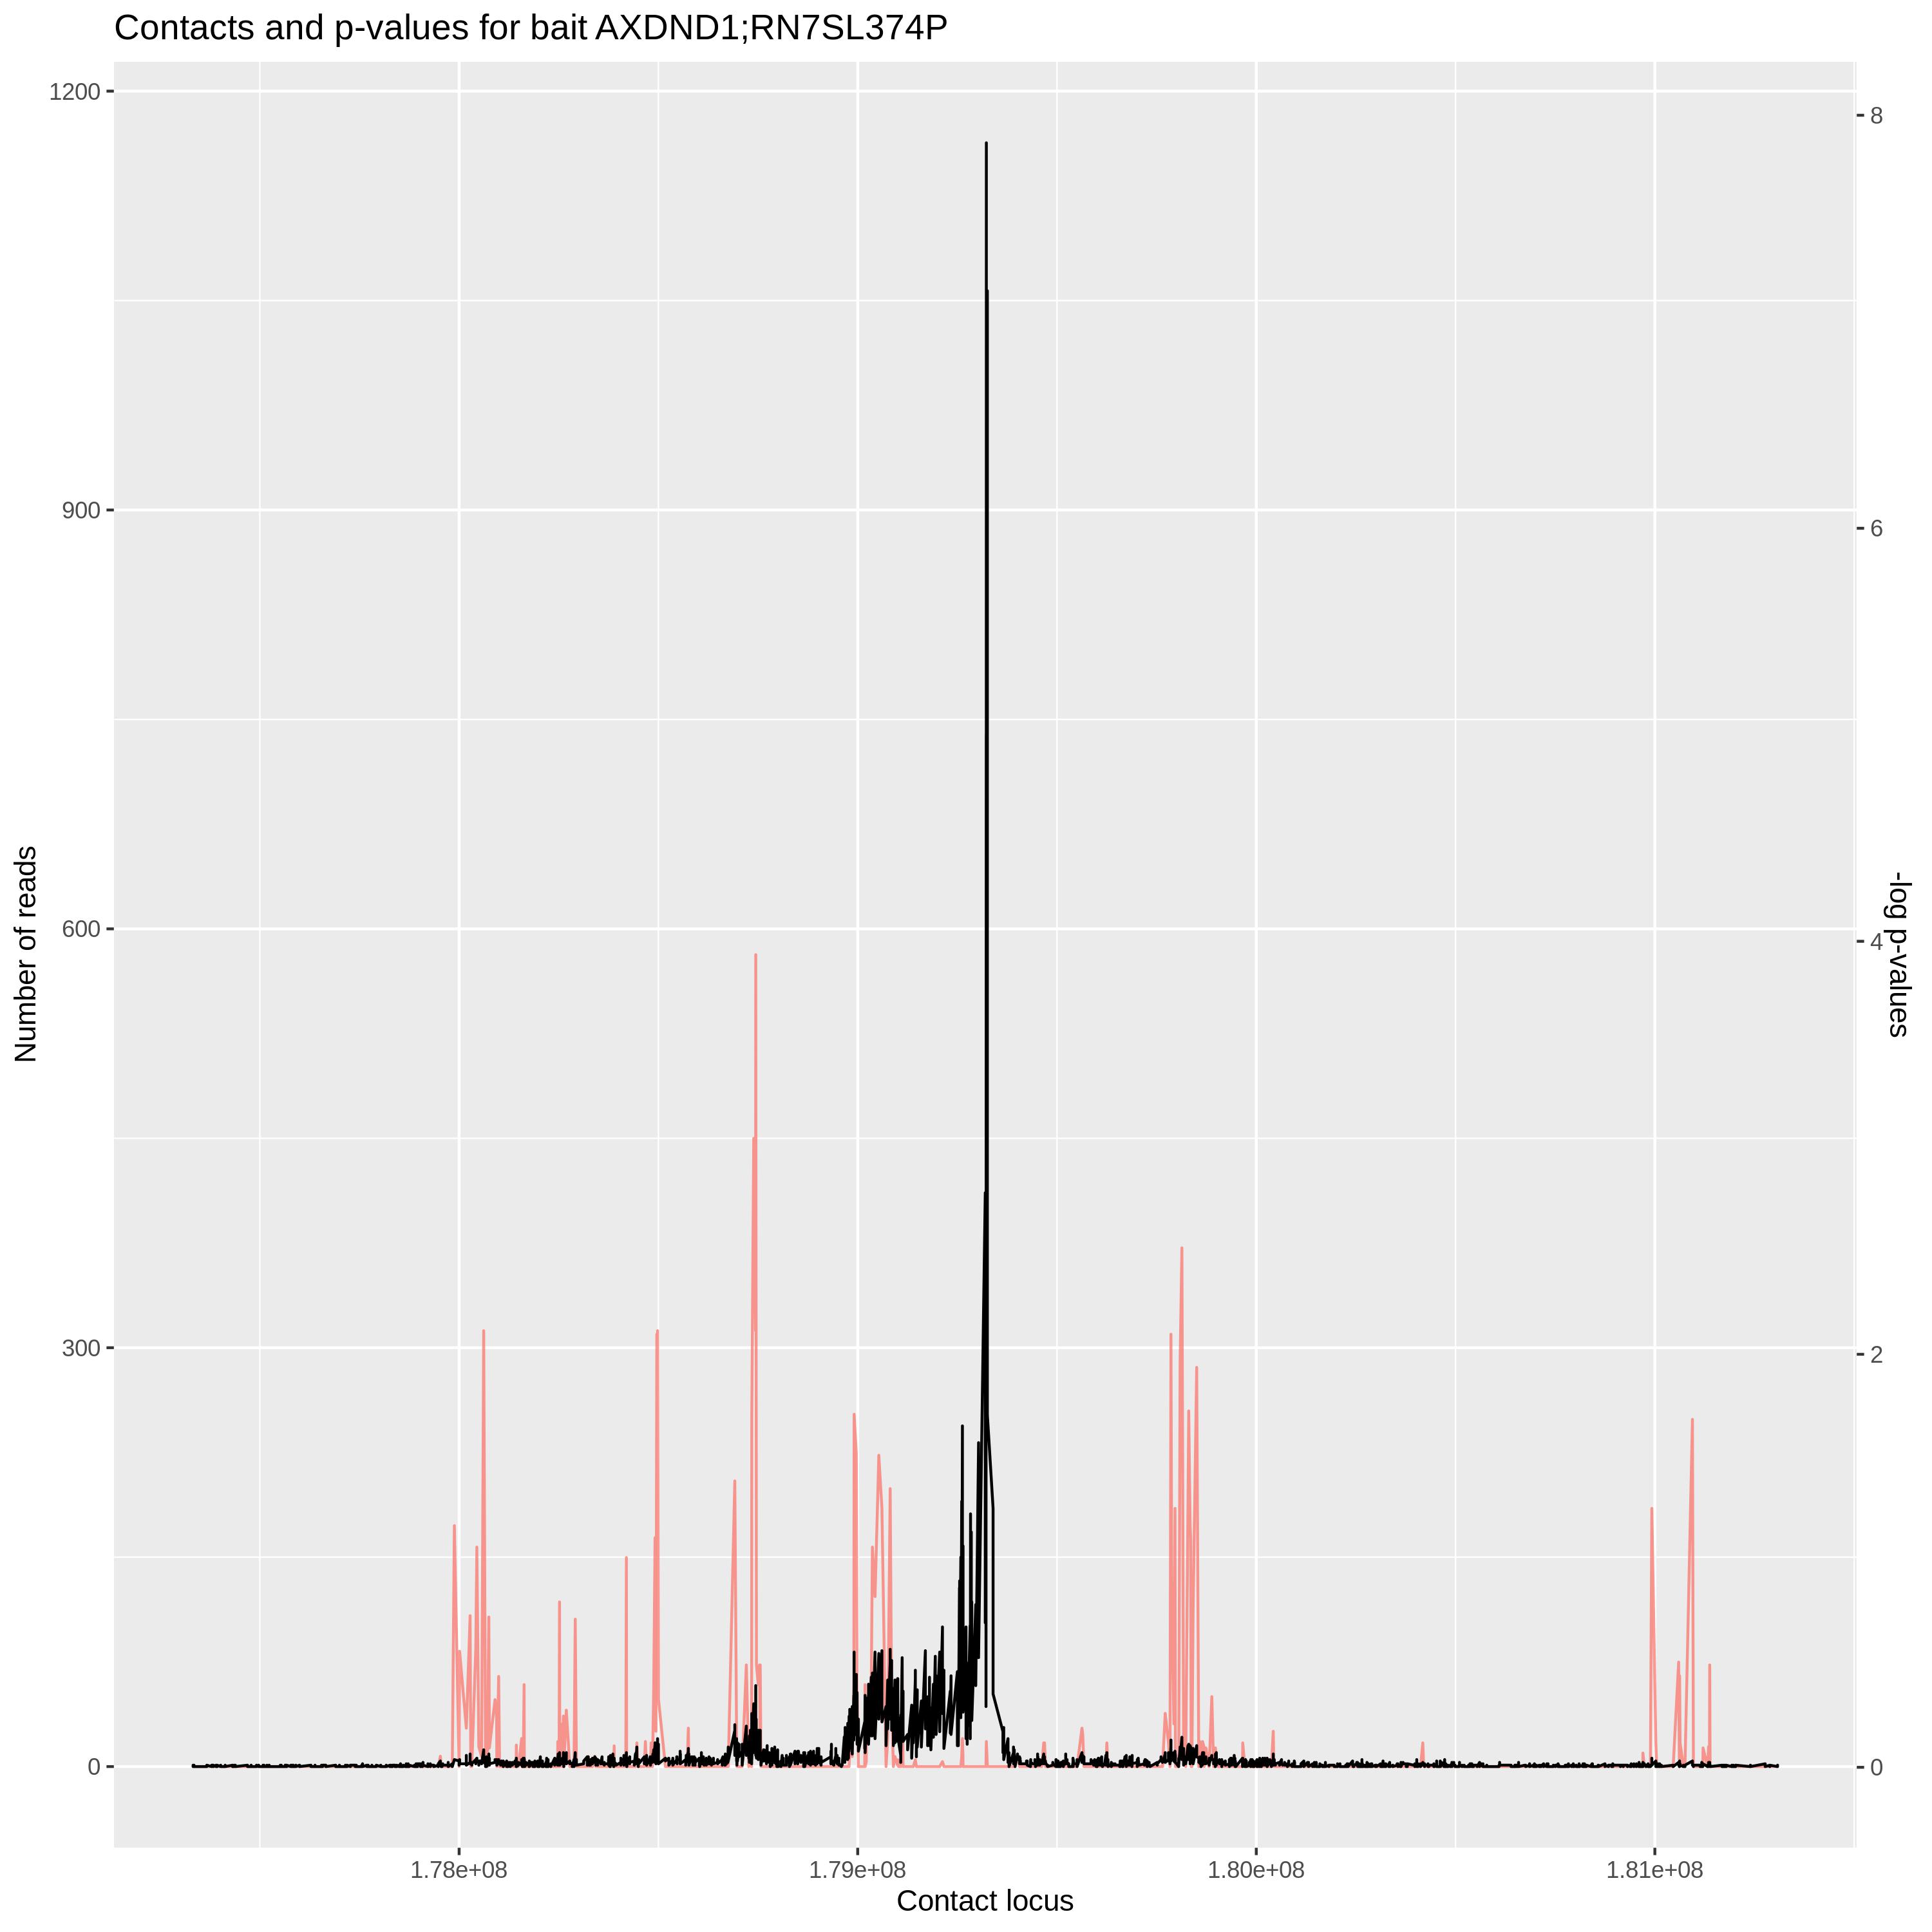 Contacts and p-values for bait AXDND1;RN7SL374P
1200
900
600
300
0
Number of reads
8
6
4
2
0
-log p-values
1.78e+08
1.79e+08
1.80e+08
1.81e+08
Contact locus